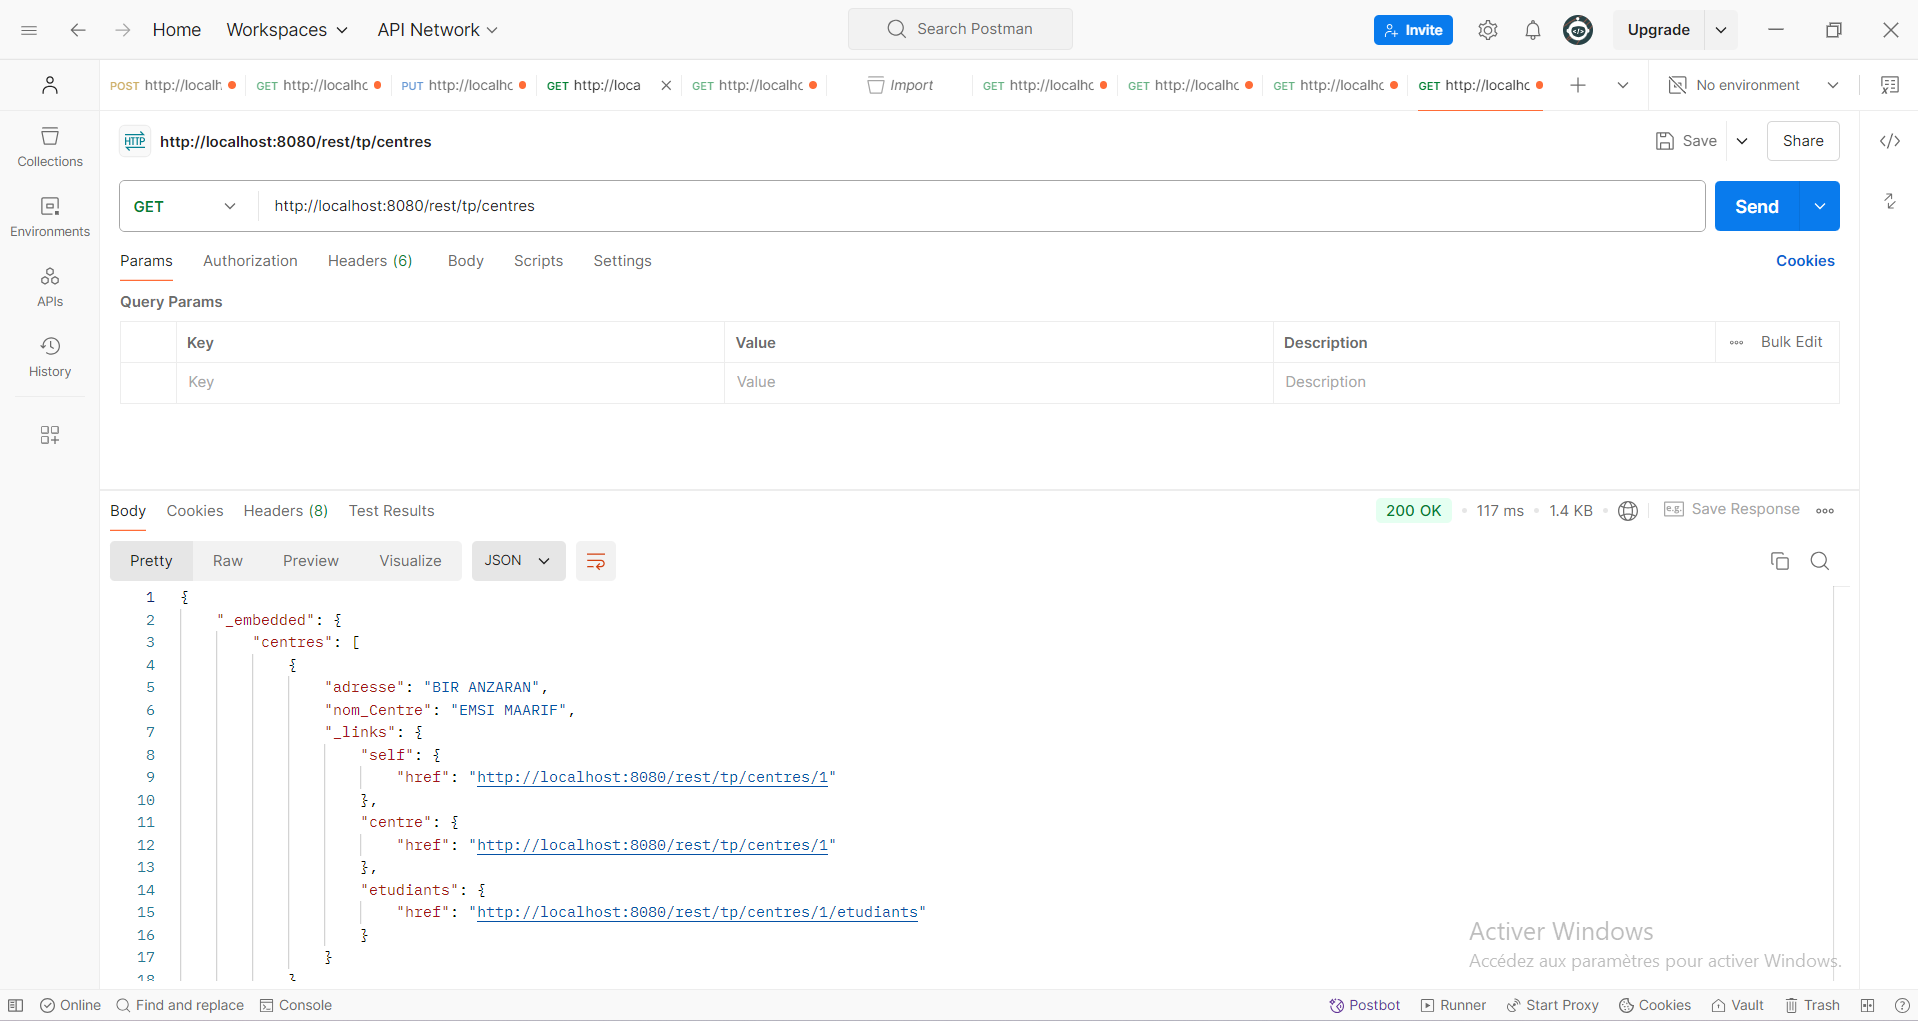 Home Workspaces API Network Search Postman Invite Upgrade
POST http://localh GET http://localhc PUT http://localhc GET http://loca GET http://localhc Import GET http://localhc GET http://localhc GET http://localhc GET http://localhc No environment
HTTP http://localhost:8080/rest/tp/centres Save Share
GET http://localhost:8080/rest/tp/centres Send
Params Authorization Headers (6) Body Scripts Settings Cookies
Query Params
Key Value Description Bulk Edit
Key Value Description
Collections
Environments
APIs
History
Body Cookies Headers (8) Test Results 200 OK 117 ms 1.4 KB e.g. Save Response
Pretty Raw Preview Visualize JSON
1 {
2 "_embedded": {
3 "centres": [
4 {
5 "adresse": "BIR ANZARAN",
6 "nom_Centre": "EMSI MAARIF",
7 "_links": {
8 "self": {
9 "href": "http://localhost:8080/rest/tp/centres/1"
10 },
11 "centre": {
12 "href": "http://localhost:8080/rest/tp/centres/1"
13 },
14 "etudiants": {
15 "href": "http://localhost:8080/rest/tp/centres/1/etudiants"
16 }
17 }
18 }
Activer Windows
Accédez aux paramètres pour activer Windows.
Online Find and replace Console Postbot Runner Start Proxy Cookies Vault Trash